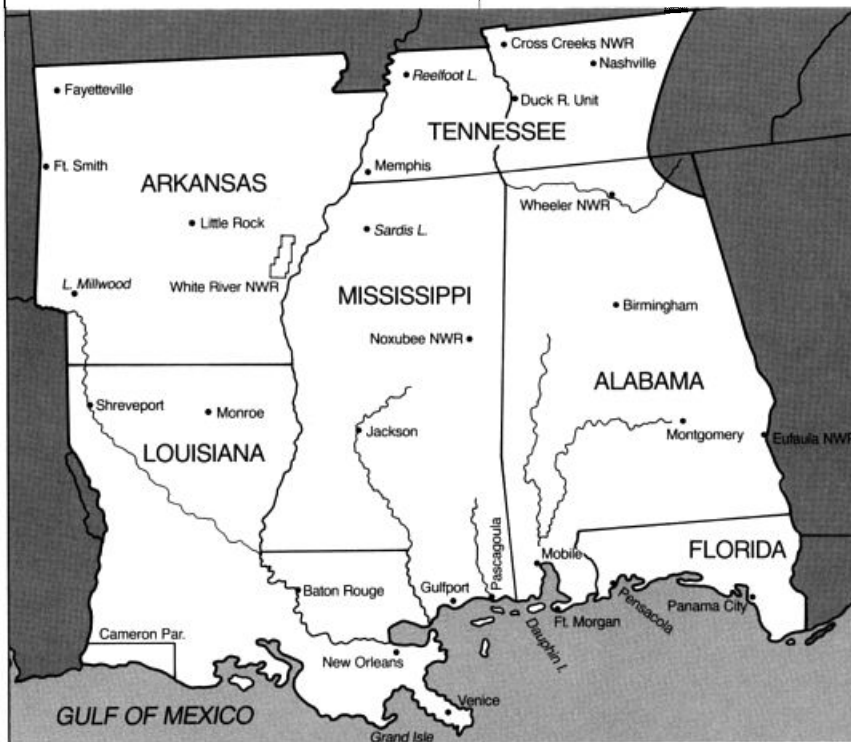 Cross Creeks NWR
Nashville
Reelfoot L.
Fayetteville
Duck R. Unit
TENNESSEE
Ft. Smith
Memphis
ARKANSAS
Wheeler NWR
Little Rock
Sardis L.
L. Millwood
White River NWR
MISSISSIPPI
Birmingham
Noxubee NWR
ALABAMA
Shreveport
Monroe
Jackson
Montgomery
Eufaula NWR
LOUISIANA
Pascagoula
Mobile
FLORIDA
Baton Rouge
Gulfport
Dauphin I.
Ft. Morgan
Pensacola
Panama City
Cameron Par.
New Orleans
Venice
GULF OF MEXICO
Grand Isle